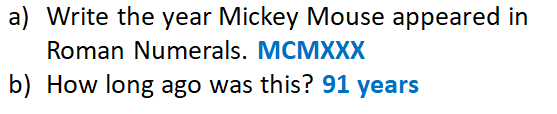 a) Write the year Mickey Mouse appeared in
Roman Numerals. MCMXXX
b) How long ago was this? 91 years